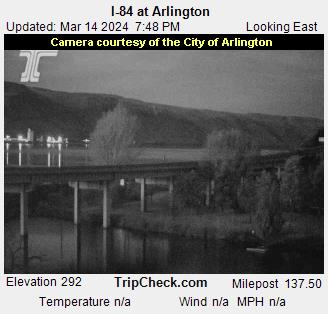 I-84 at Arlington
Updated: Mar 14 2024 7:48 PM Looking East
Camera courtesy of the City of Arlington
Elevation 292 TripCheck.com Milepost 137.50
Temperature n/a Wind n/a MPH n/a